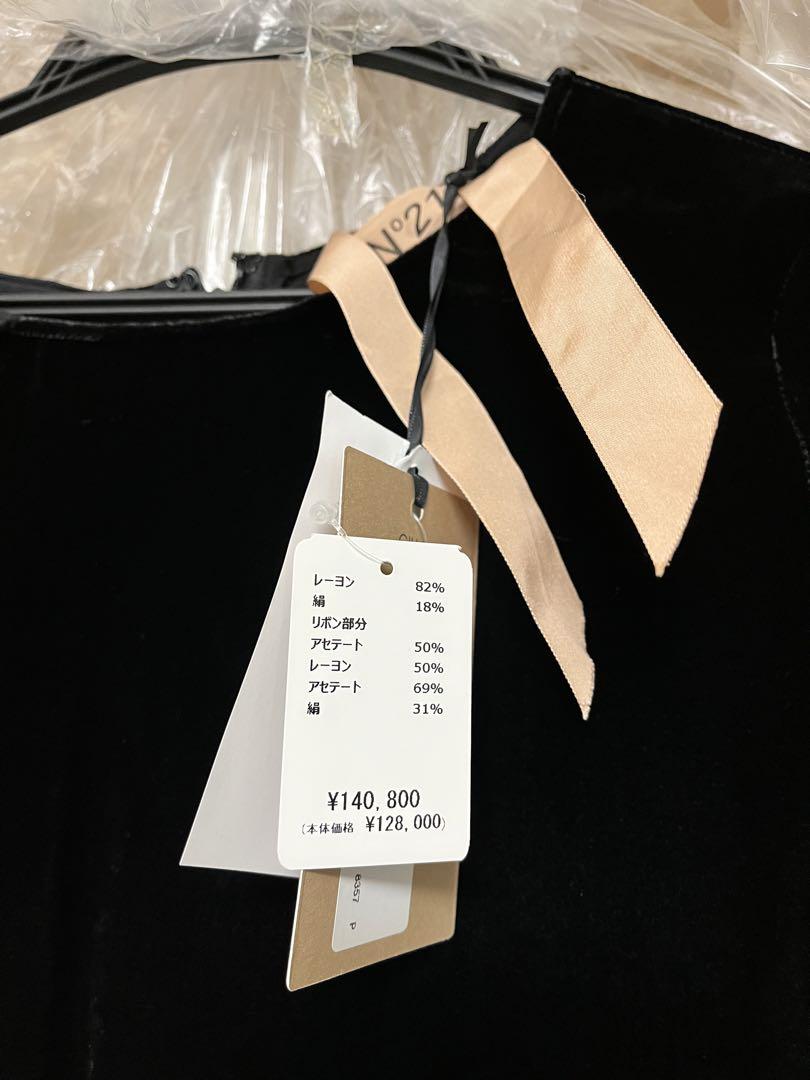 N°21
レーヨン 82%
絹 18%
リボン部分
アセテート 50%
レーヨン 50%
アセテート 69%
絹 31%
¥140,800
(本体価格 ¥128,000)
8357 P